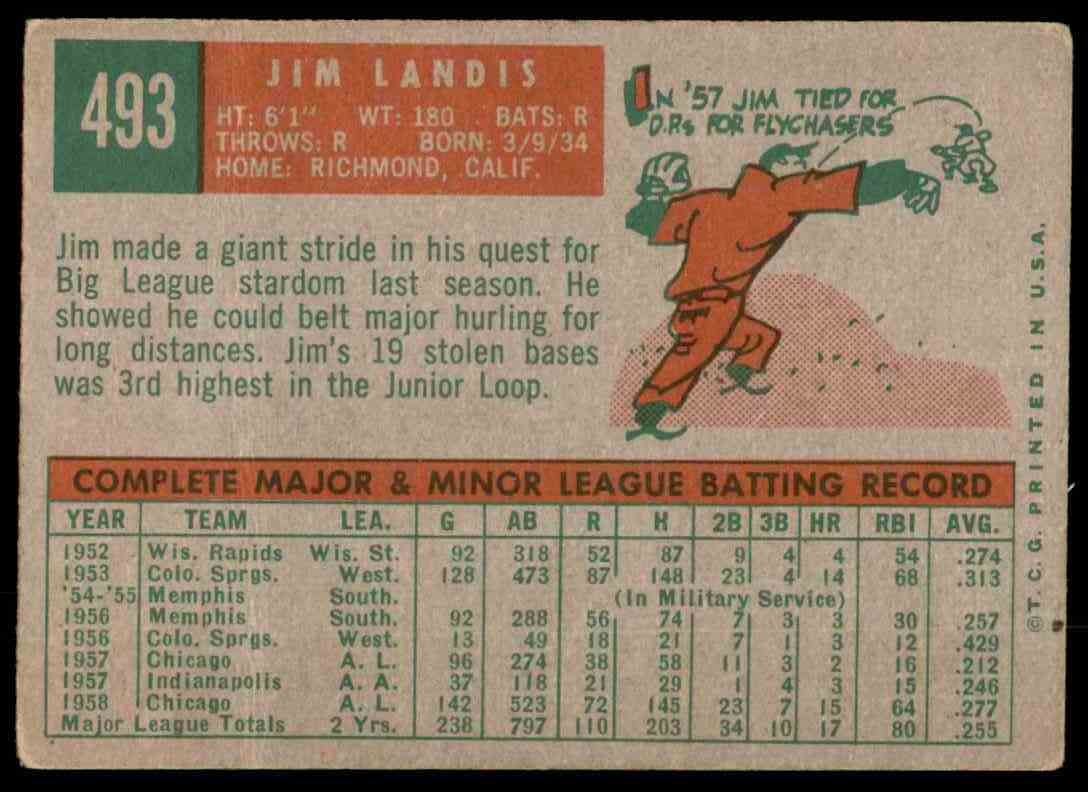 493
JIM LANDIS
HT: 6'1" WT: 180 BATS: R
THROWS: R BORN: 3/9/34
HOME: RICHMOND, CALIF.
IN '57 JIM TIED FOR
D.P.s FOR FLYCHASERS
Jim made a giant stride in his quest for
Big League stardom last season. He
showed he could belt major hurling for
long distances. Jim's 19 stolen bases
was 3rd highest in the Junior Loop.
COMPLETE MAJOR & MINOR LEAGUE BATTING RECORD
YEAR TEAM LEA. G AB R H 2B 3B HR RBI AVG.
1952 Wis. Rapids Wis. St. 92 318 52 87 9 4 4 54 .274
1953 Colo. Sprgs. West. 128 473 87 148 23 4 14 68 .313
'54-'55 Memphis South. (In Military Service)
1956 Memphis South. 92 288 56 74 7 3 3 30 .257
1956 Colo. Sprgs. West. 13 49 18 21 7 1 3 12 .429
1957 Chicago A. L. 96 274 38 58 11 3 2 16 .212
1957 Indianapolis A. A. 37 118 21 29 1 4 3 15 .246
1958 Chicago A. L. 142 523 72 145 23 7 15 64 .277
Major League Totals 2 Yrs. 238 797 110 203 34 10 17 80 .255
©T. C. G. PRINTED IN U.S.A.